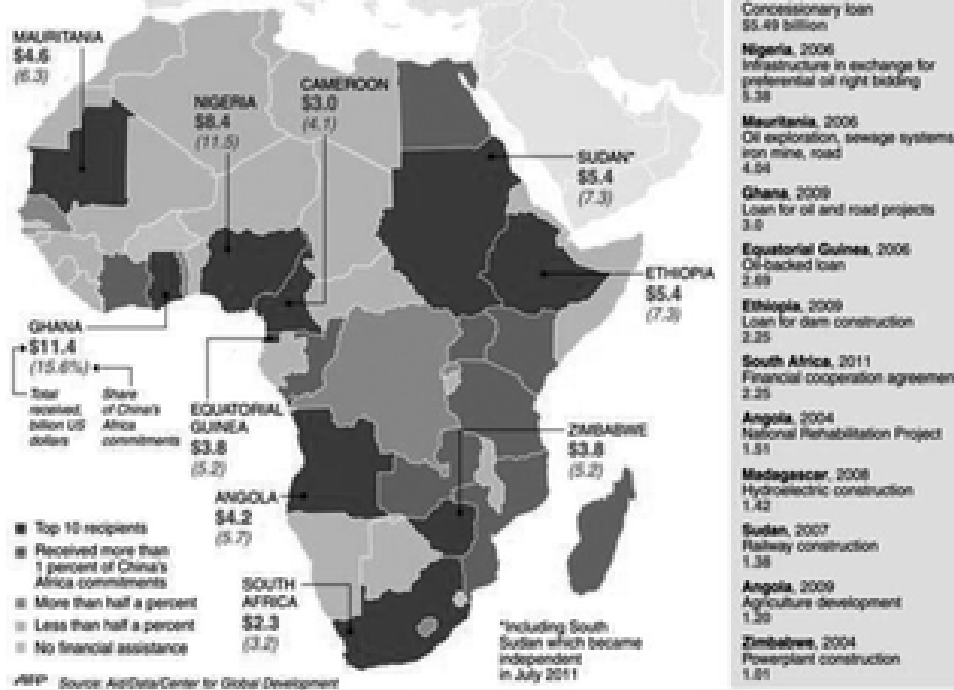 MAURITANIA
$4.6
(6.3)
NIGERIA
$8.4
(11.5)
CAMEROON
$3.0
(4.1)
SUDAN*
$5.4
(7.3)
ETHIOPIA
$5.4
(7.3)
GHANA
$11.4
(15.6%)
Total
received,
billion US
dollars
Share
of China's
Africa
commitments
EQUATORIAL
GUINEA
$3.8
(5.2)
ZIMBABWE
$3.8
(5.2)
ANGOLA
$4.2
(5.7)
SOUTH
AFRICA
$2.3
(3.2)
Top 10 recipients
Received more than
1 percent of China's
Africa commitments
More than half a percent
Less than half a percent
No financial assistance
*Including South
Sudan which became
independent
in July 2011
AFP Source: Aid/Data/Center for Global Development
Concessionary loan
$5.49 billion
Nigeria, 2006
Infrastructure in exchange for
preferential oil right bidding
5.38
Mauritania, 2006
Oil exploration, sewage systems,
iron mine, road
4.04
Ghana, 2009
Loan for oil and road projects
3.0
Equatorial Guinea, 2006
Oil-backed loan
2.69
Ethiopia, 2009
Loan for dam construction
2.25
South Africa, 2011
Financial cooperation agreemen
2.25
Angola, 2004
National Rehabilitation Project
1.51
Madagascar, 2008
Hydroelectric construction
1.42
Sudan, 2007
Railway construction
1.38
Angola, 2009
Agriculture development
1.20
Zimbabwe, 2004
Powerplant construction
1.01